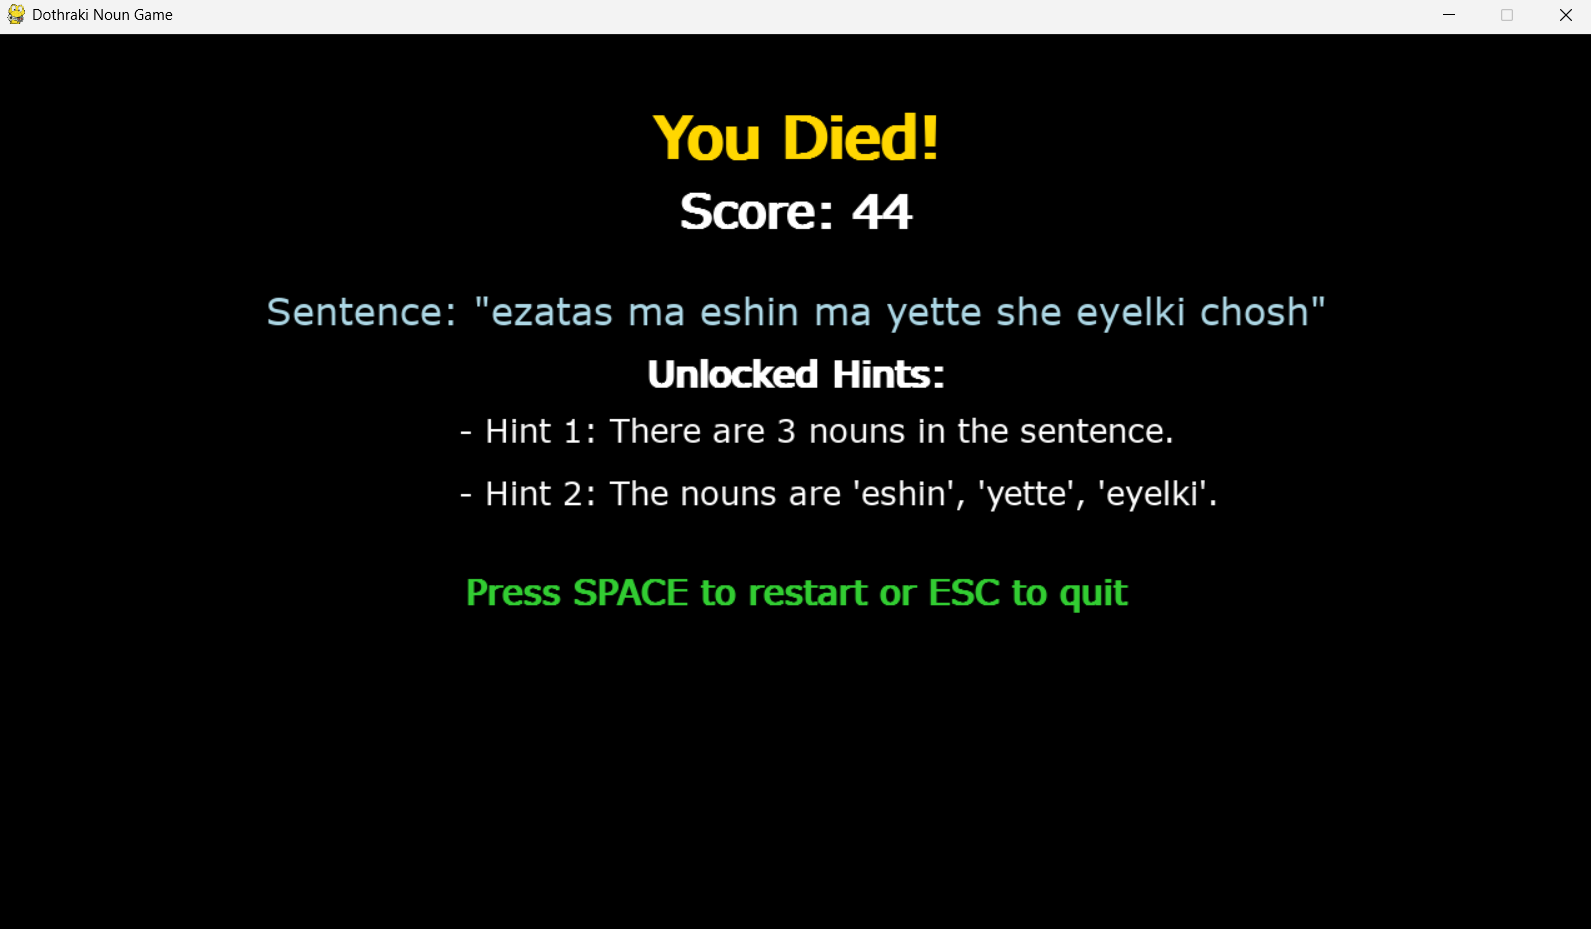 Dothraki Noun Game
You Died!
Score: 44
Sentence: "ezatas ma eshin ma yette she eyelki chosh"
Unlocked Hints:
- Hint 1: There are 3 nouns in the sentence.
- Hint 2: The nouns are 'eshin', 'yette', 'eyelki'.
Press SPACE to restart or ESC to quit